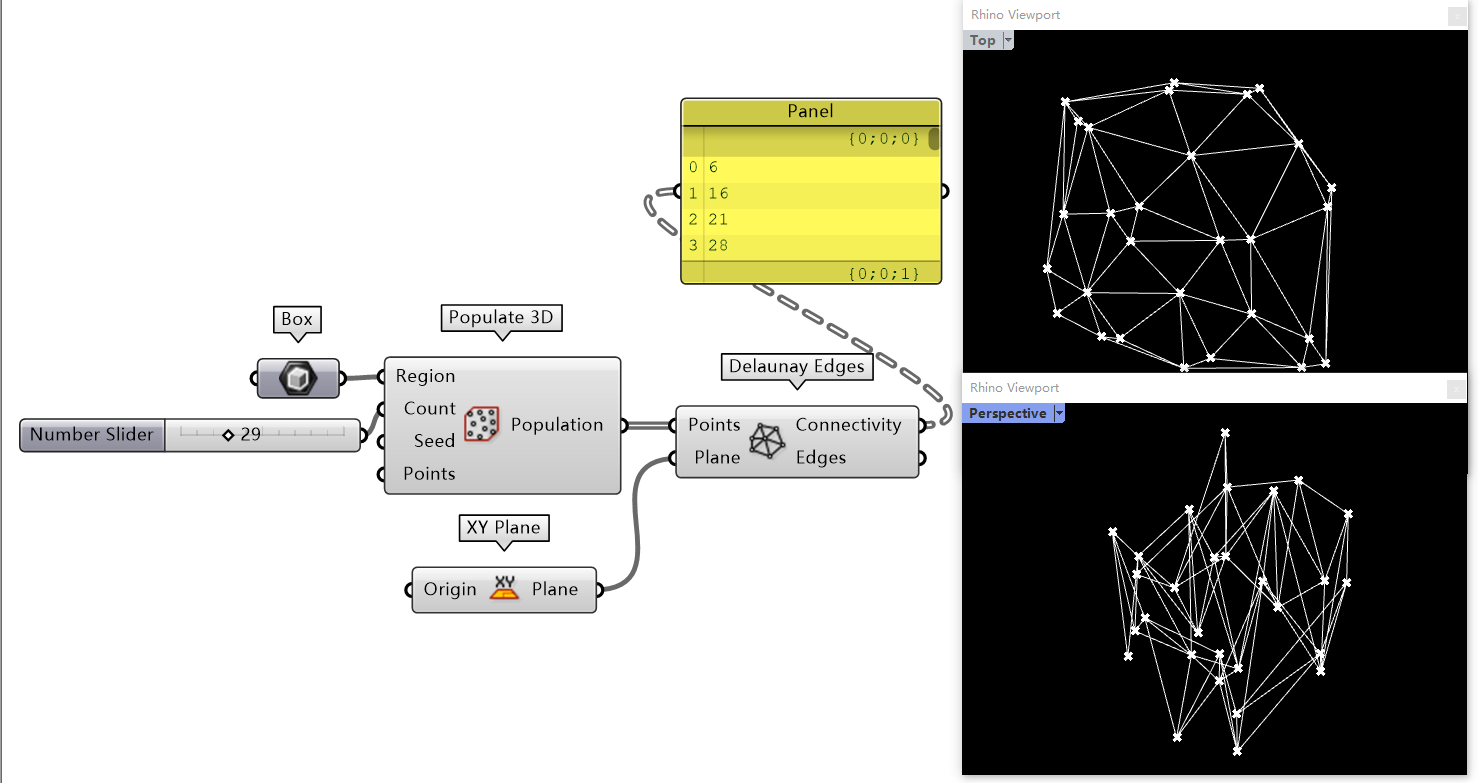 Rhino Viewport
Top
Panel
{0;0;0}
0 6
1 16
2 21
3 28
{0;0;1}
Box
Populate 3D
Delaunay Edges
Region
Count
Seed
Points
Population
Number Slider
29
Points
Plane
Connectivity
Edges
XY Plane
Origin
XY
Plane
Rhino Viewport
Perspective